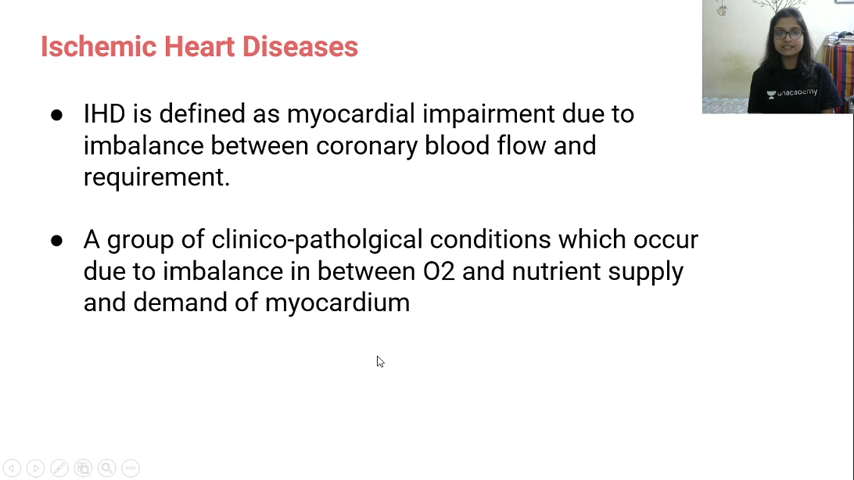 Ischemic Heart Diseases
● IHD is defined as myocardial impairment due to
imbalance between coronary blood flow and
requirement.
● A group of clinico-patholgical conditions which occur
due to imbalance in between O2 and nutrient supply
and demand of myocardium
unacademy